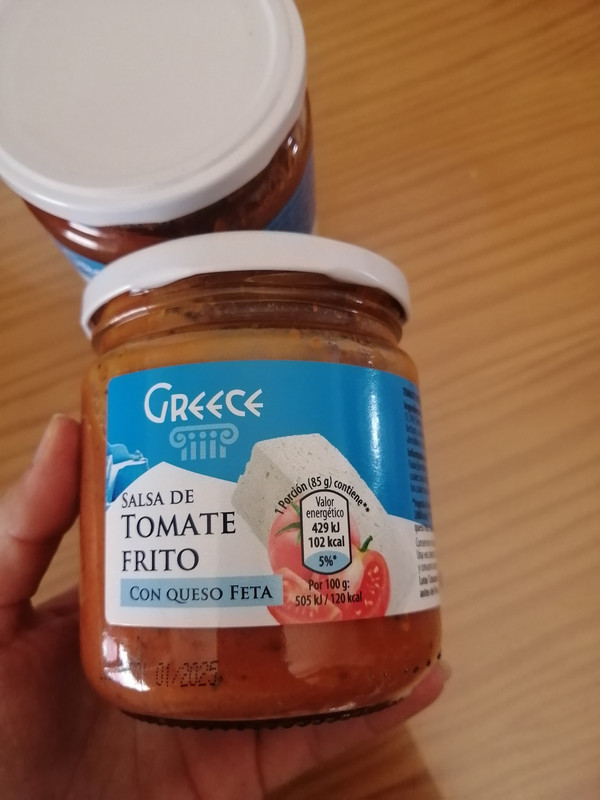 GREECE
SALSA DE
TOMATE
FRITO
CON QUESO FETA
1 Porción (85 g) contiene**
Valor
energético
429 kJ
102 kcal
5%*
Por 100 g:
505 kJ / 120 kcal
01/2025